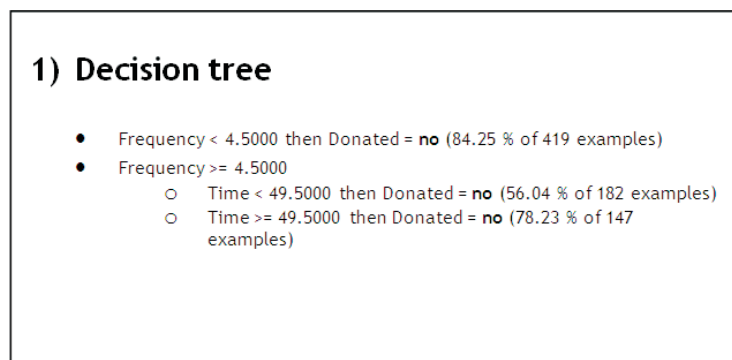 1) Decision tree
● Frequency < 4.5000 then Donated = no (84.25 % of 419 examples)
● Frequency >= 4.5000
○ Time < 49.5000 then Donated = no (56.04 % of 182 examples)
○ Time >= 49.5000 then Donated = no (78.23 % of 147
examples)